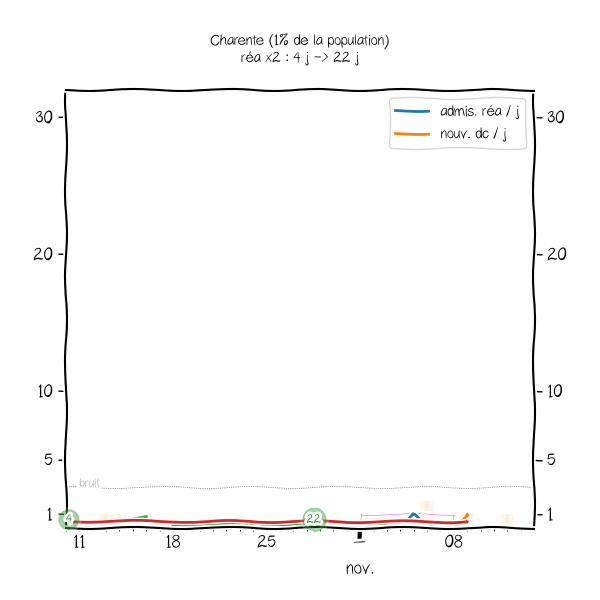 Charente (1% de la population)
réa x2 : 4 j -> 22 j
30
30
admis. réa / j
nouv. dc / j
20
20
10
10
5
5
bruit
1
4
22
1
11
18
25
1
08
nov.